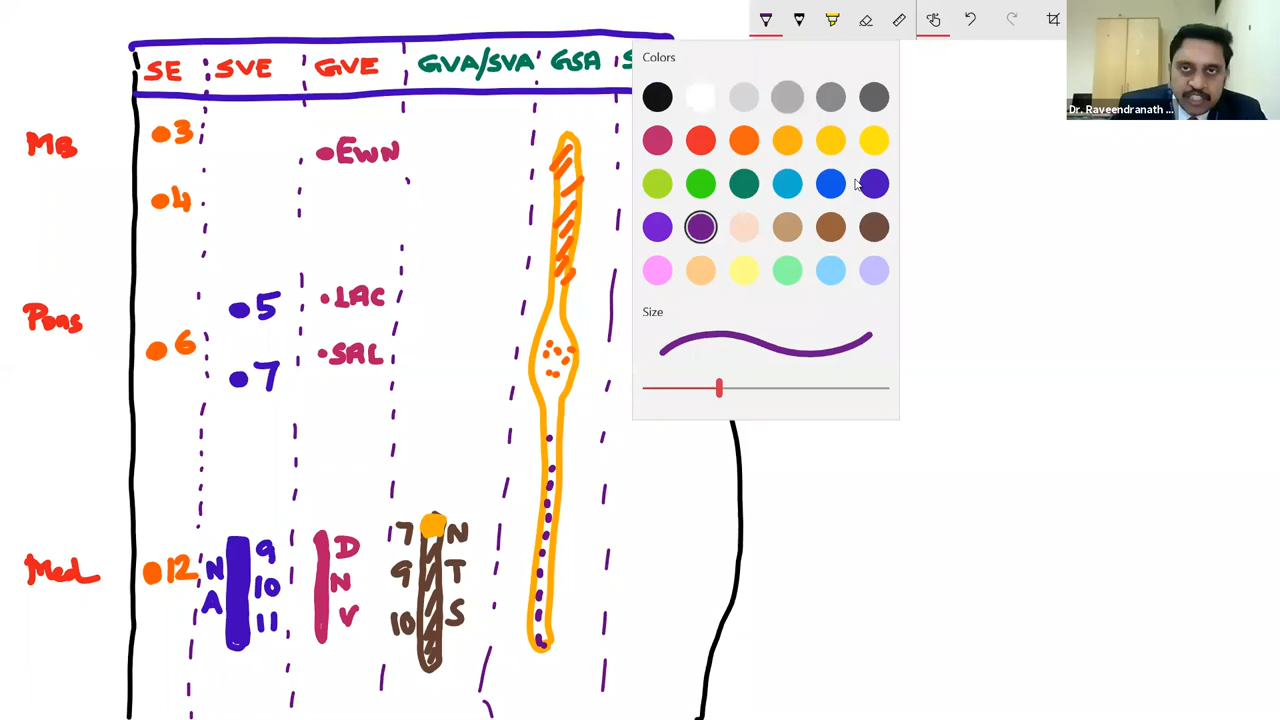 SE SVE GVE GVA/SVA GSA S
MB
3
EWN
4
Pons
5
IAC
6
SAL
7
Med
12
N A
9 10 11
D N V
7 9 10
N T S
Colors
Size
Dr. Raveendranath ...